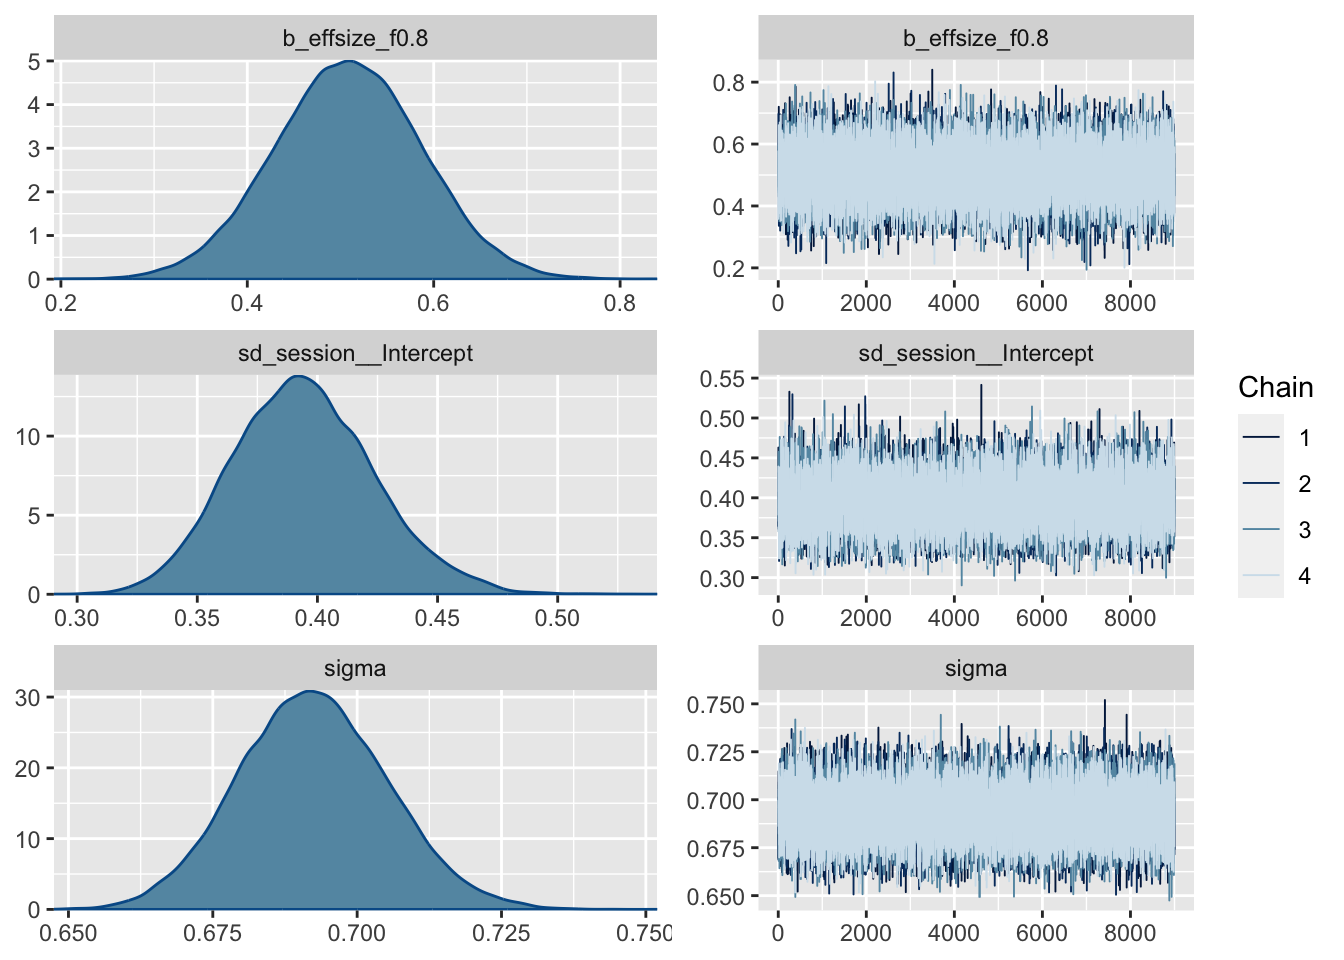 b_effsize_f0.8
5
4
3
2
1
0
0.2 0.4 0.6 0.8
b_effsize_f0.8
0.8
0.6
0.4
0.2
0 2000 4000 6000 8000
sd_session__Intercept
10
5
0
0.30 0.35 0.40 0.45 0.50
sd_session__Intercept
0.55
0.50
0.45
0.40
0.35
0.30
0 2000 4000 6000 8000
sigma
30
20
10
0
0.650 0.675 0.700 0.725 0.750
sigma
0.750
0.725
0.700
0.675
0.650
0 2000 4000 6000 8000
Chain
1
2
3
4